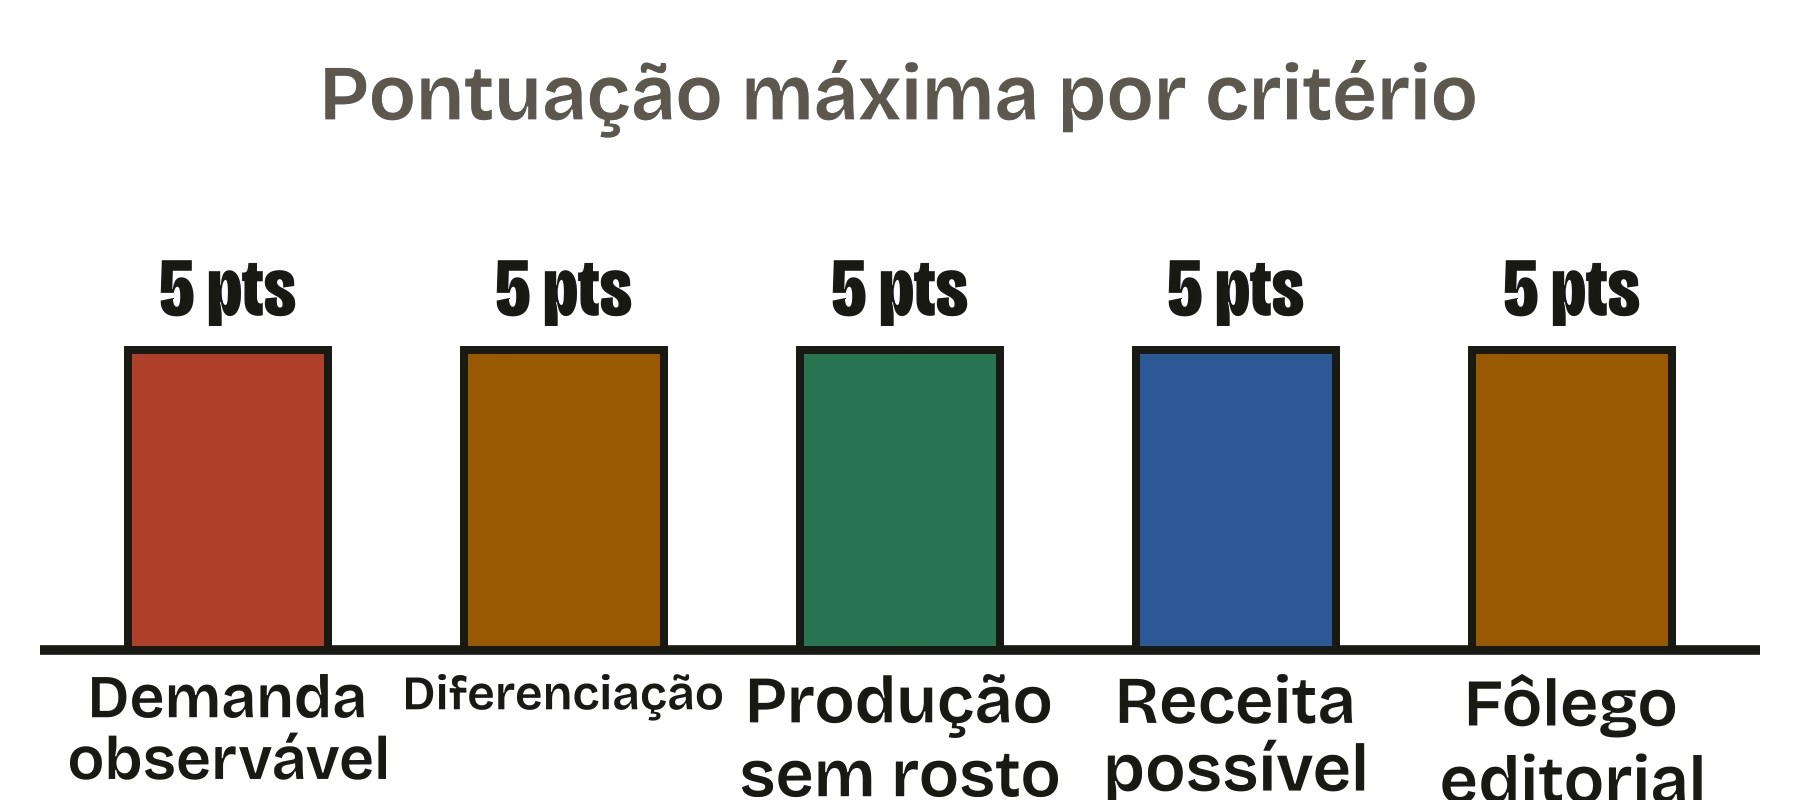 Pontuação máxima por critério
5 pts
5 pts
5 pts
5 pts
5 pts
Demanda
observável
Diferenciação
Produção
sem rosto
Receita
possível
Fôlego
editorial